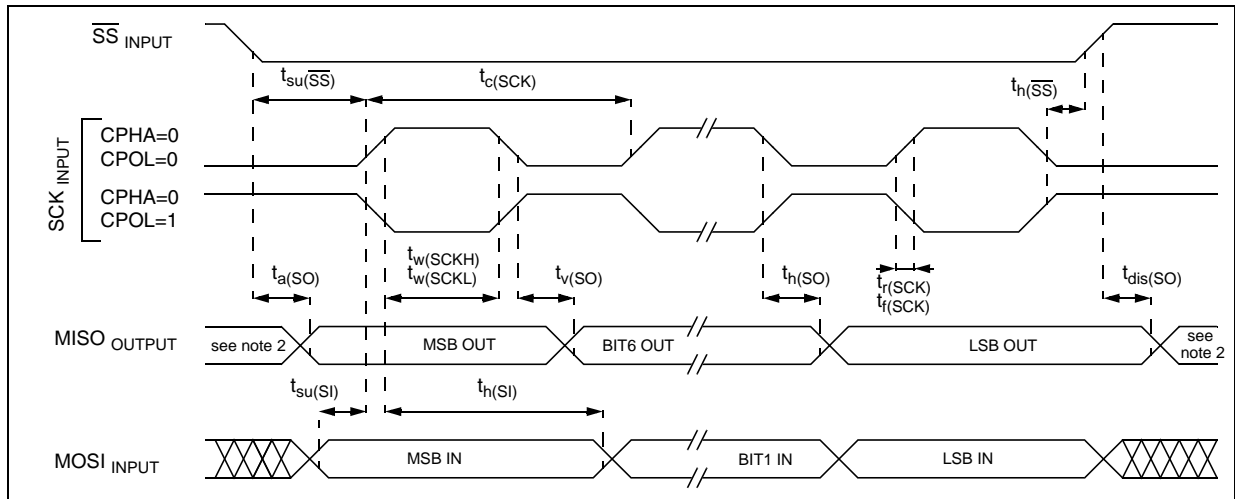 SS INPUT
tsu(SS)
tc(SCK)
th(SS)
SCK INPUT
CPHA=0
CPOL=0
CPHA=0
CPOL=1
ta(SO)
tw(SCKH)
tw(SCKL)
tv(SO)
th(SO)
tr(SCK)
tf(SCK)
tdis(SO)
MISO OUTPUT
see note 2
MSB OUT
BIT6 OUT
LSB OUT
see
note 2
tsu(SI)
th(SI)
MOSI INPUT
MSB IN
BIT1 IN
LSB IN